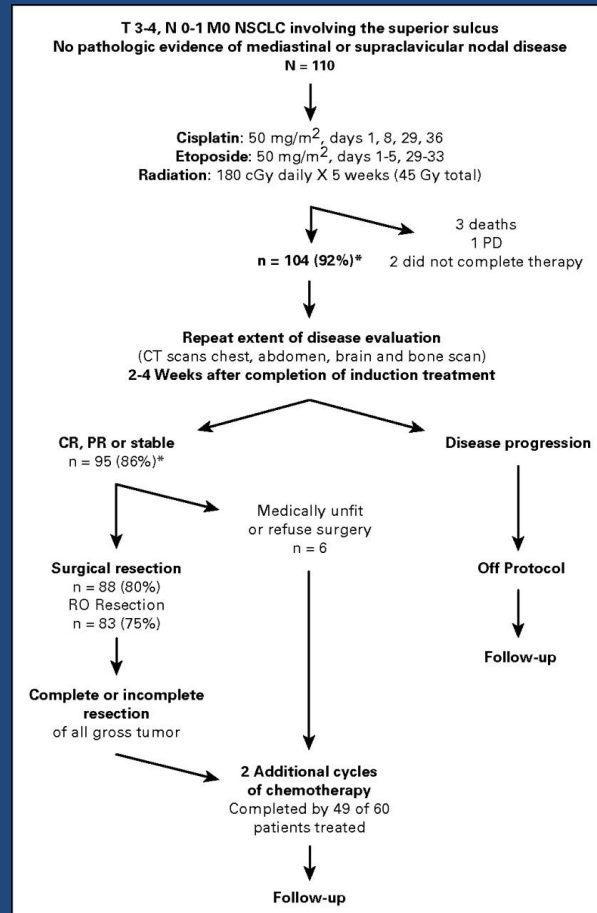 T 3-4, N 0-1 M0 NSCLC involving the superior sulcus
No pathologic evidence of mediastinal or supraclavicular nodal disease
N = 110
Cisplatin: 50 mg/m2, days 1, 8, 29, 36
Etoposide: 50 mg/m2, days 1-5, 29-33
Radiation: 180 cGy daily X 5 weeks (45 Gy total)
3 deaths
1 PD
2 did not complete therapy
n = 104 (92%)*
Repeat extent of disease evaluation
(CT scans chest, abdomen, brain and bone scan)
2-4 Weeks after completion of induction treatment
CR, PR or stable
n = 95 (86%)*
Disease progression
Medically unfit
or refuse surgery
n = 6
Surgical resection
n = 88 (80%)
RO Resection
n = 83 (75%)
Off Protocol
Follow-up
Complete or incomplete
resection
of all gross tumor
2 Additional cycles
of chemotherapy
Completed by 49 of 60
patients treated
Follow-up